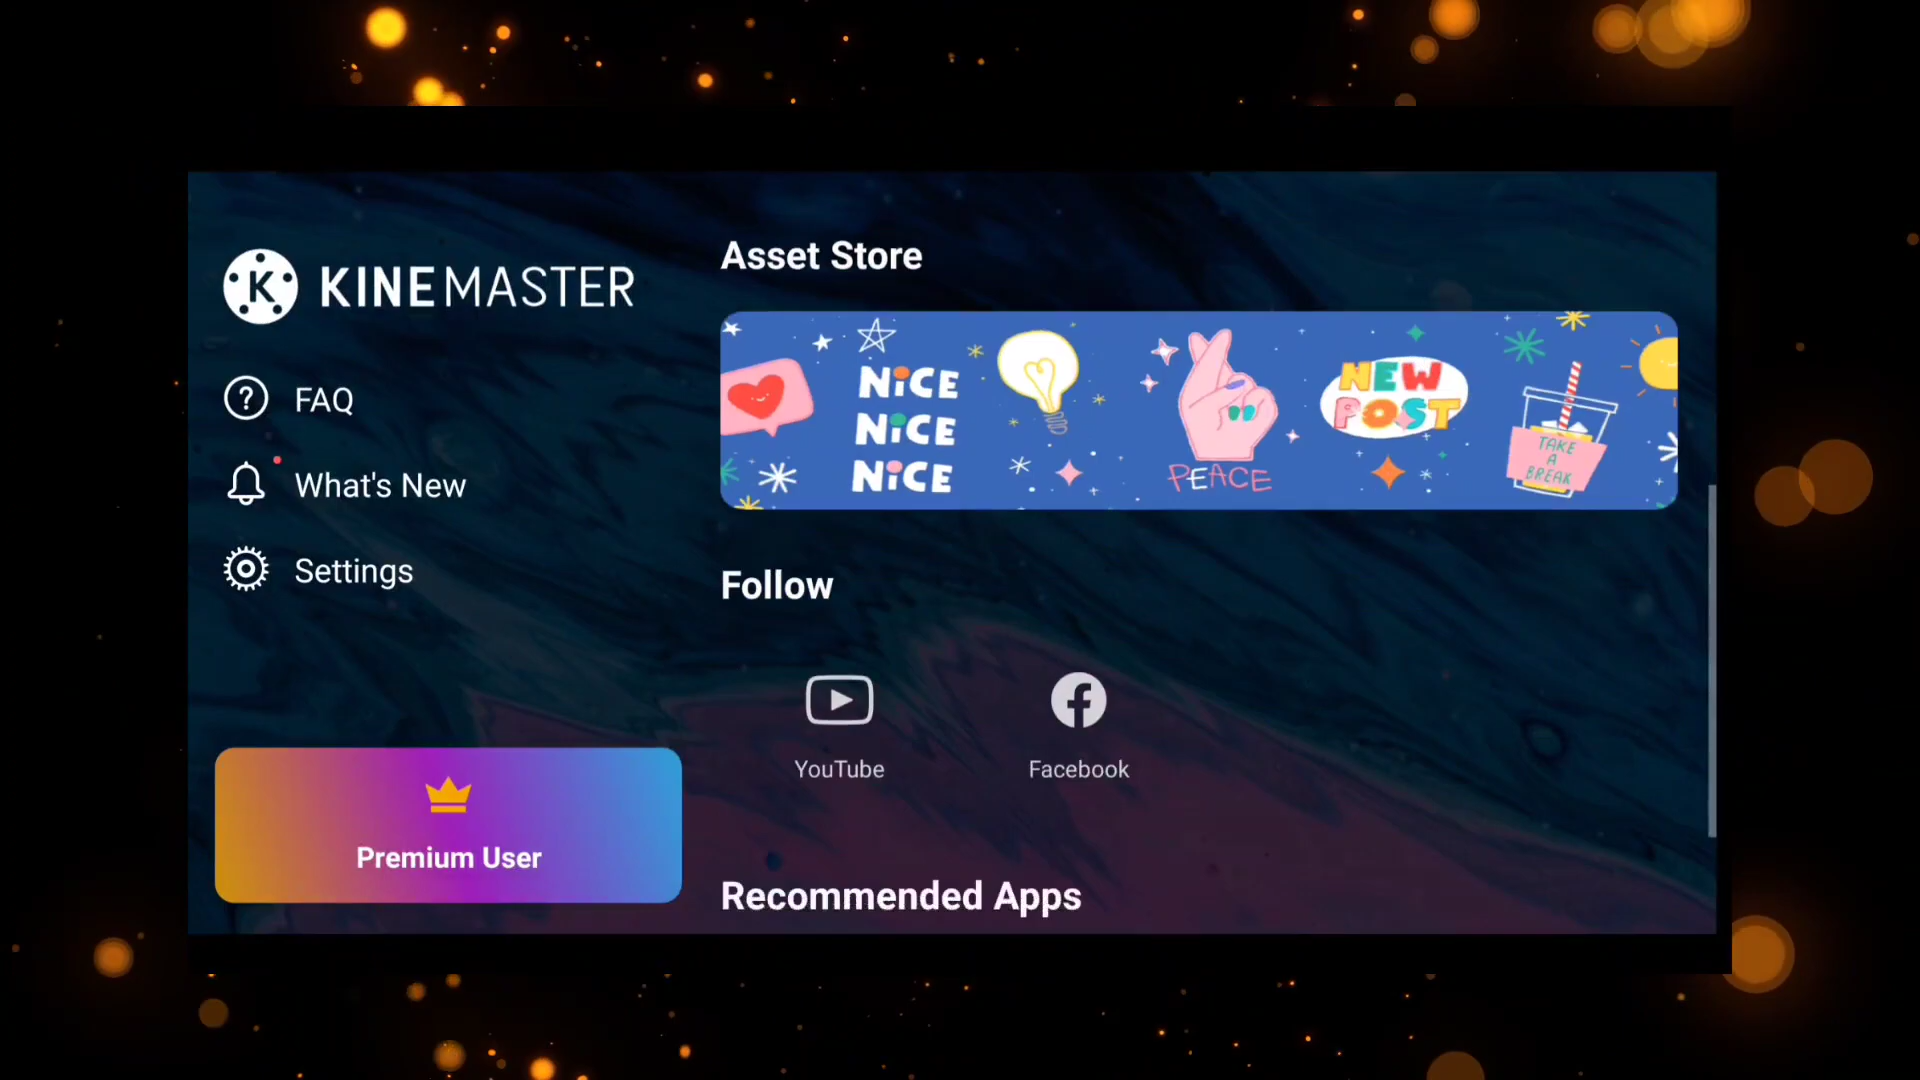 KINEMASTER
FAQ
What's New
Settings
Premium User
Asset Store
NiCE
NiCE
NiCE
PEACE
NEW
POST
TAKE
A
BREAK
Follow
YouTube
Facebook
Recommended Apps